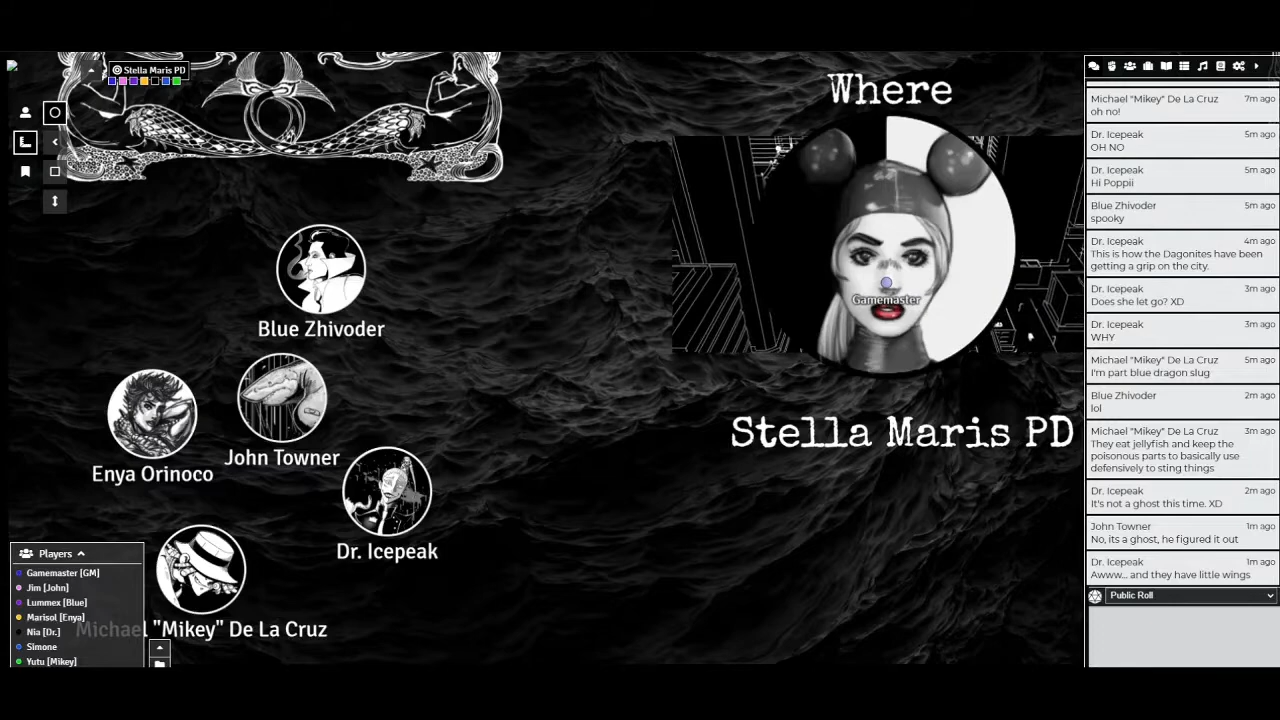 Stella Maris PD
Where
Gamemaster
Stella Maris PD
Blue Zhivoder
John Towner
Enya Orinoco
Dr. Icepeak
Michael "Mikey" De La Cruz
Players
Gamemaster [GM]
Jim [John]
Lummex [Blue]
Marisol [Enya]
Nia [Dr.]
Simone
Yutu [Mikey]
Michael "Mikey" De La Cruz 7m ago
oh no!
Dr. Icepeak 5m ago
OH NO
Dr. Icepeak 5m ago
Hi Poppii
Blue Zhivoder 5m ago
spooky
Dr. Icepeak 4m ago
This is how the Dagonites have been
getting a grip on the city.
Dr. Icepeak 3m ago
Does she let go? XD
Dr. Icepeak 3m ago
WHY
Michael "Mikey" De La Cruz 5m ago
I'm part blue dragon slug
Blue Zhivoder 2m ago
lol
Michael "Mikey" De La Cruz 3m ago
They eat jellyfish and keep the
poisonous parts to basically use
defensively to sting things
Dr. Icepeak 2m ago
It's not a ghost this time. XD
John Towner 1m ago
No, its a ghost, he figured it out
Dr. Icepeak 1m ago
Awww... and they have little wings
Public Roll